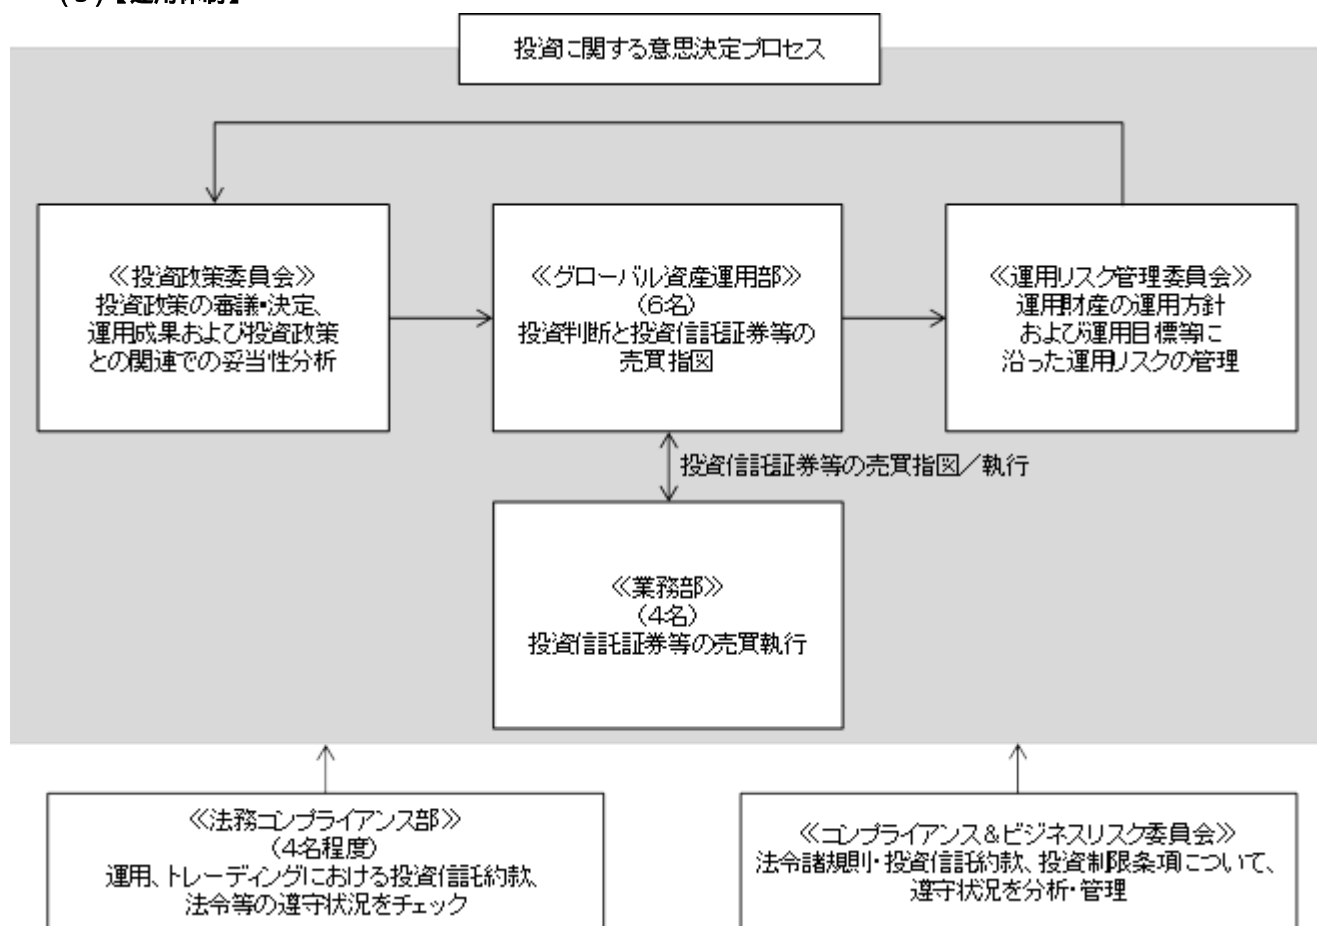 投資に関する意思決定プロセス
≪投資政策委員会≫
投資政策の審議・決定、
運用成果および投資政策
との関連での妥当性分析
≪グローバル資産運用部≫
(6名)
投資判断と投資信託証券等の
売買指図
≪運用リスク管理委員会≫
運用財産の運用方針
および運用目標等に
沿った運用リスクの管理
投資信託証券等の売買指図／執行
≪業務部≫
(4名)
投資信託証券等の売買執行
≪法務コンプライアンス部≫
(4名程度)
運用、トレーディングにおける投資信託約款、
法令等の遵守状況をチェック
≪コンプライアンス＆ビジネスリスク委員会≫
法令諸規則・投資信託約款、投資制限条項について、
遵守状況を分析・管理